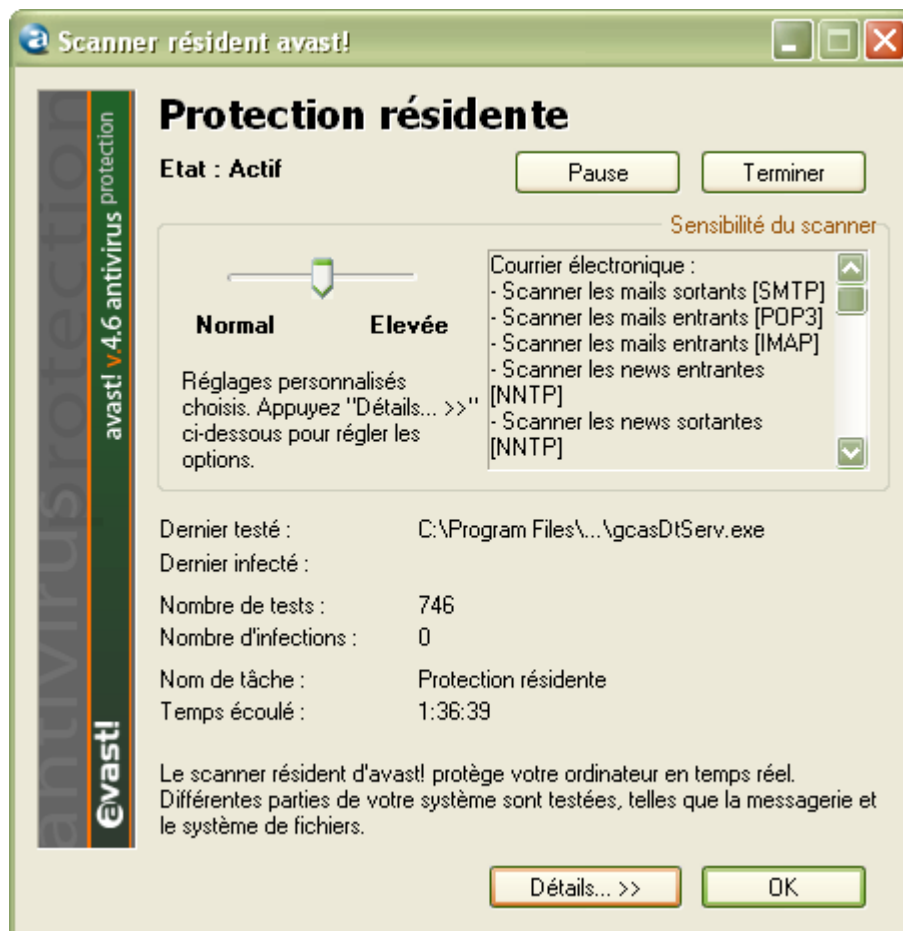 Scanner résident avast!
antivirus protection
avast! v.4.6 antivirus protection
avast!
Protection résidente
Etat : Actif
Pause
Terminer
Sensibilité du scanner
Normal
Elevée
Réglages personnalisés
choisis. Appuyez "Détails... >>"
ci-dessous pour régler les
options.
Courrier électronique :
- Scanner les mails sortants [SMTP]
- Scanner les mails entrants [POP3]
- Scanner les mails entrants [IMAP]
- Scanner les news entrantes
[NNTP]
- Scanner les news sortantes
[NNTP]
Dernier testé : C:\Program Files\...\gcasDtServ.exe
Dernier infecté :
Nombre de tests : 746
Nombre d'infections : 0
Nom de tâche : Protection résidente
Temps écoulé : 1:36:39
Le scanner résident d'avast! protège votre ordinateur en temps réel.
Différentes parties de votre système sont testées, telles que la messagerie et
le système de fichiers.
Détails... >>
OK